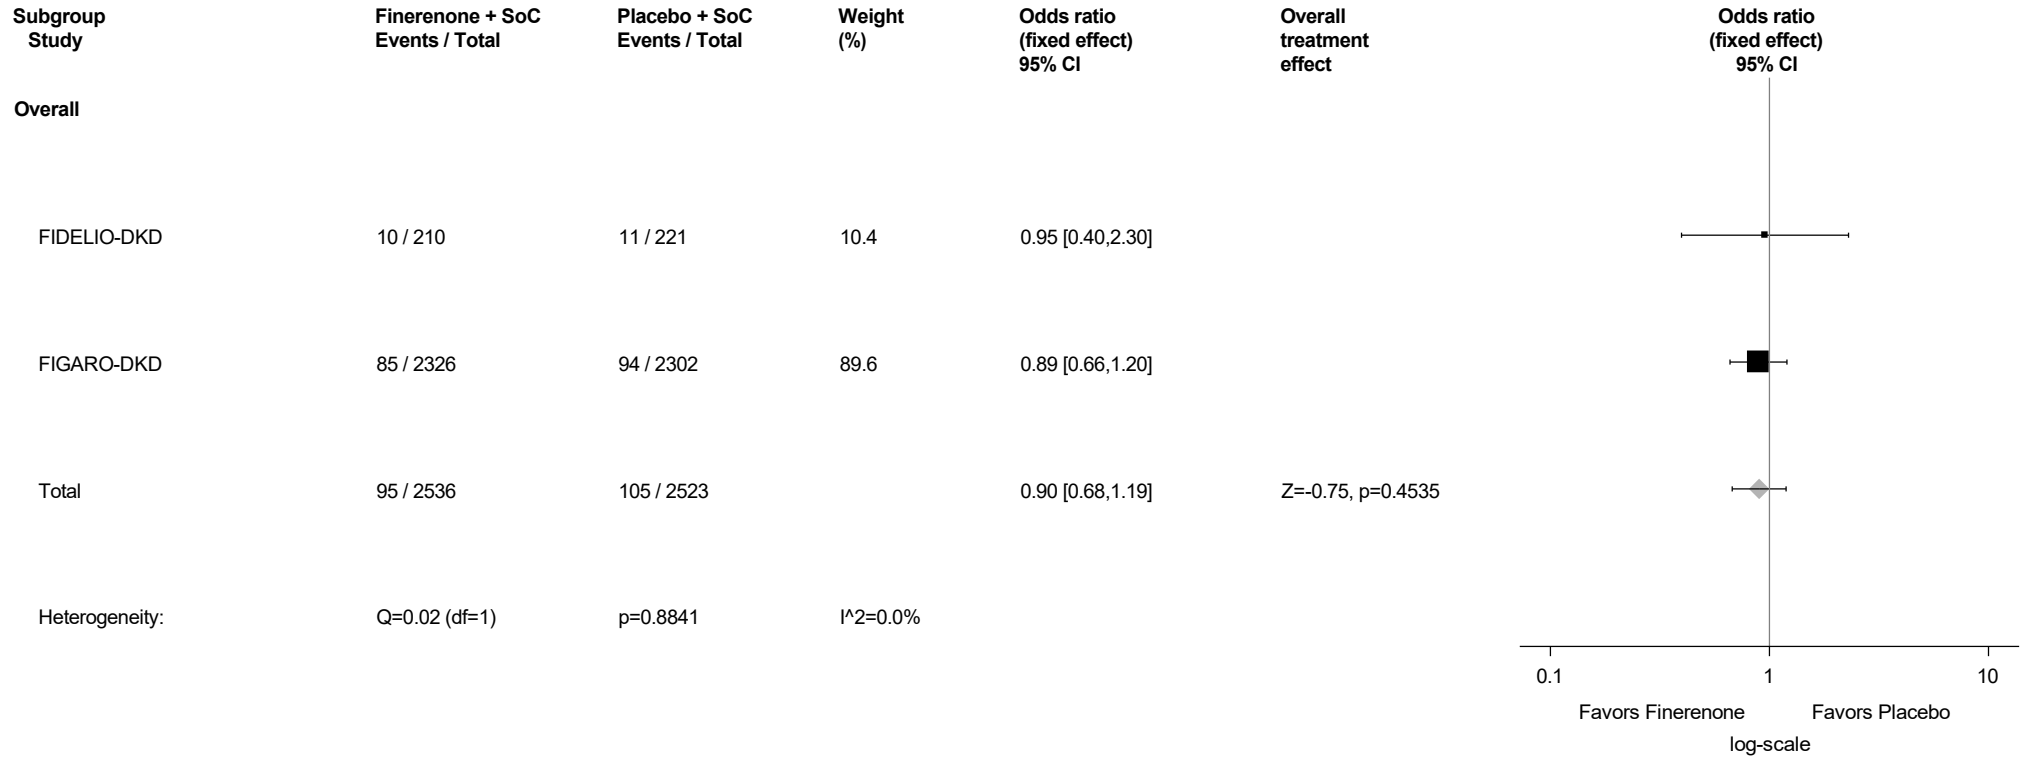 Subgroup Finerenone + SoC Placebo + SoC Weight Odds ratio Overall Odds ratio
Study Events / Total Events / Total (%) (fixed effect) treatment (fixed effect)
95% CI effect 95% CI
Overall
FIDELIO-DKD 10 / 210 11 / 221 10.4 0.95 [0.40,2.30]
FIGARO-DKD 85 / 2326 94 / 2302 89.6 0.89 [0.66,1.20]
Total 95 / 2536 105 / 2523 0.90 [0.68,1.19] Z=-0.75, p=0.4535
Heterogeneity: Q=0.02 (df=1) p=0.8841 I^2=0.0%
0.1 1 10
Favors Finerenone Favors Placebo
log-scale